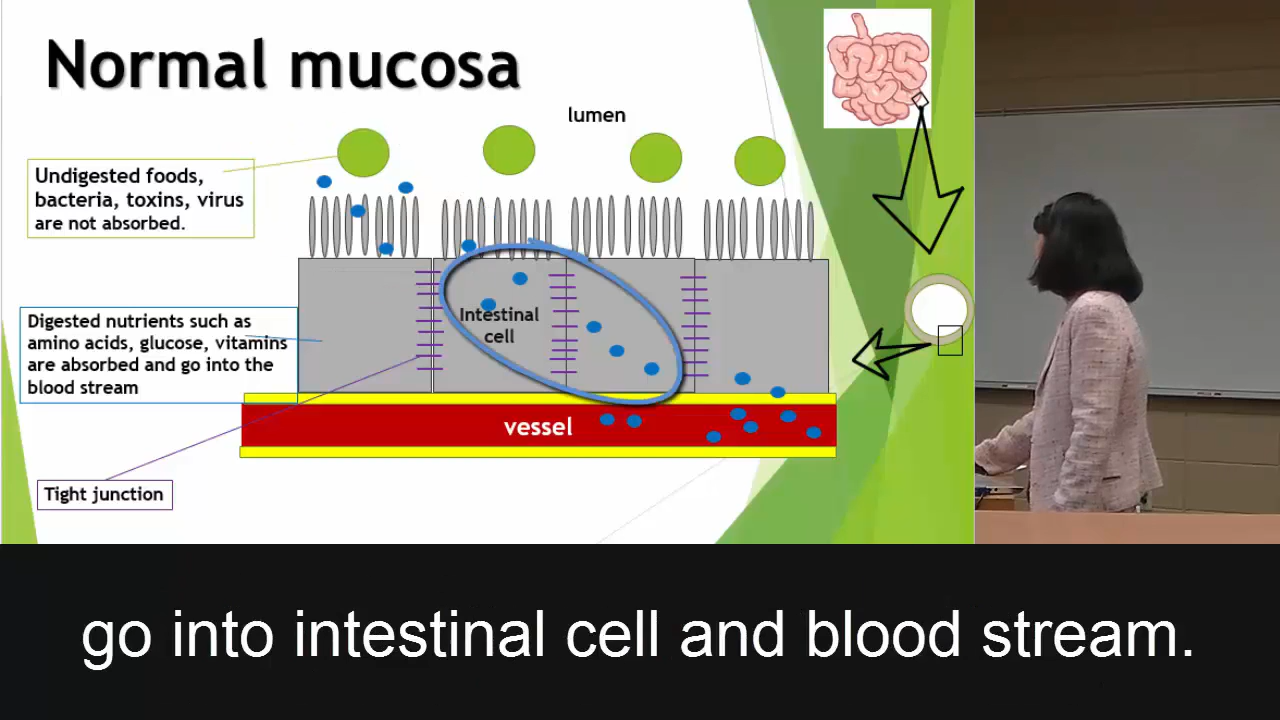 Normal mucosa
lumen
Undigested foods,
bacteria, toxins, virus
are not absorbed.
Digested nutrients such as
amino acids, glucose, vitamins
are absorbed and go into the
blood stream
Intestinal
cell
vessel
Tight junction
go into intestinal cell and blood stream.